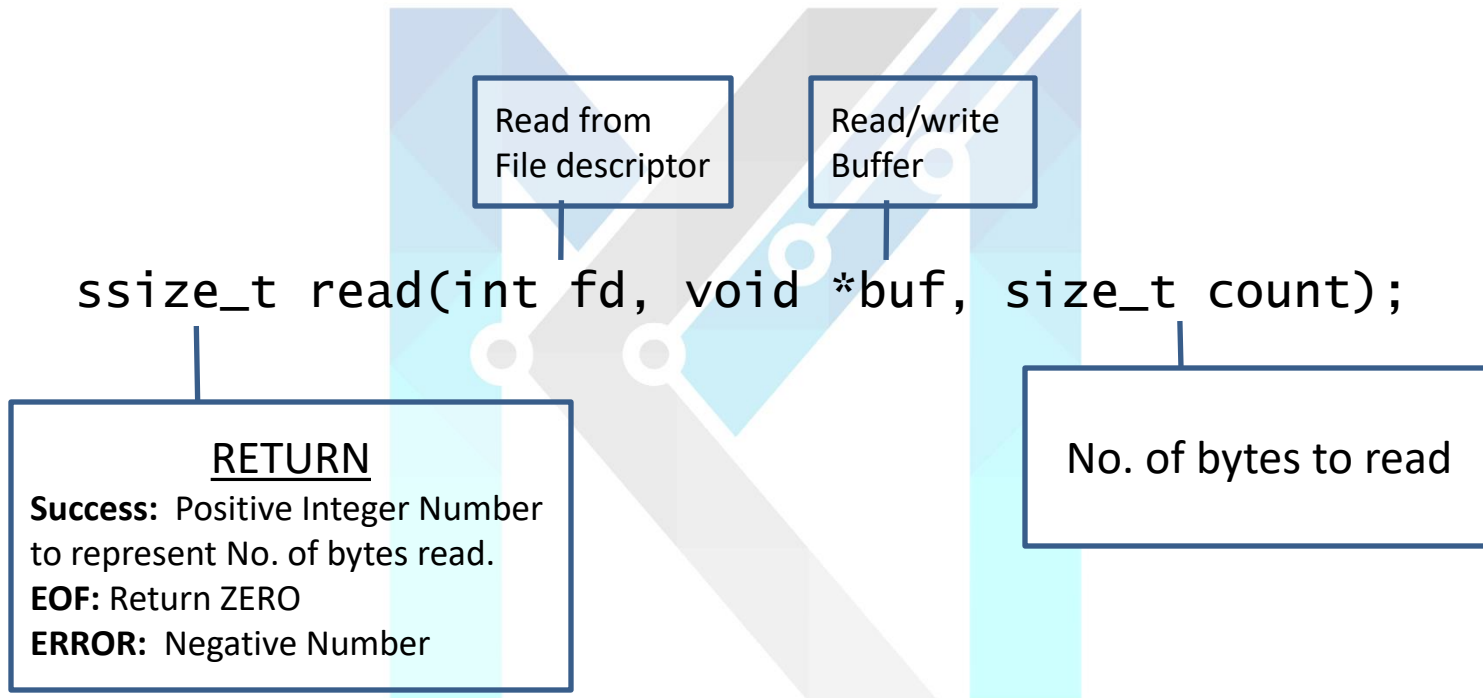 Read from
File descriptor
Read/write
Buffer
ssize_t read(int fd, void *buf, size_t count);
RETURN
Success: Positive Integer Number
to represent No. of bytes read.
EOF: Return ZERO
ERROR: Negative Number
No. of bytes to read